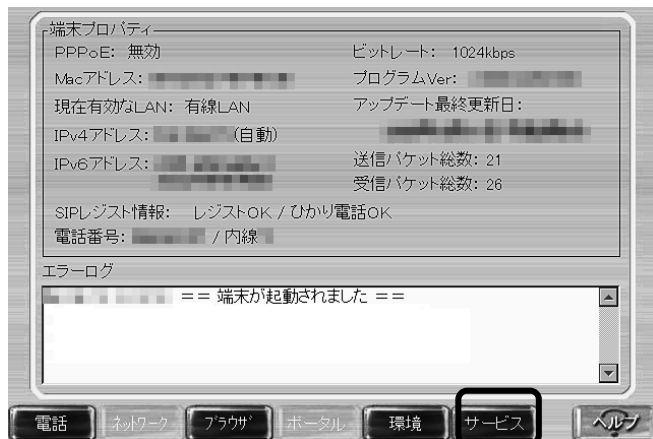 端末プロパティ
PPPoE: 無効
ビットレート: 1024kbps
Macアドレス:
プログラムVer:
現在有効なLAN: 有線LAN
アップデート最終更新日:
IPv4アドレス: (自動)
IPv6アドレス:
送信パケット総数: 21
受信パケット総数: 26
SIPレジスト情報: レジストOK / ひかり電話OK
電話番号: / 内線
エラーログ
== 端末が起動されました ==
電話 ネットワーク ブラウザ ポータル 環境 サービス ヘルプ